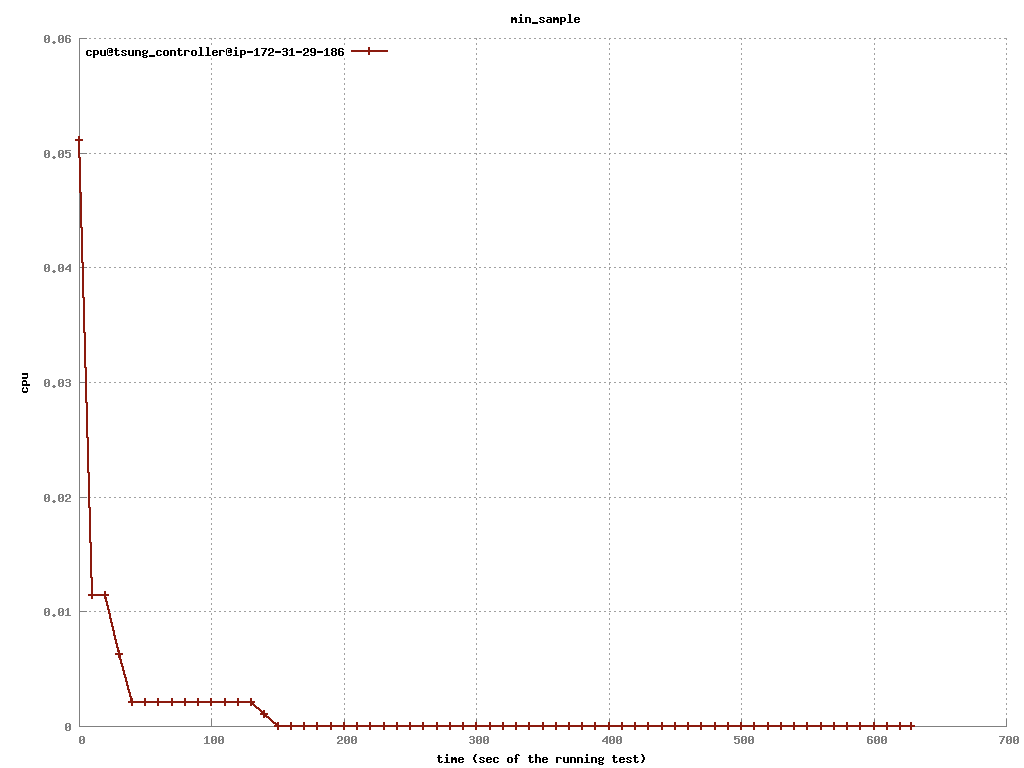 min_sample
0.06
cpu@tsung_controller@ip-172-31-29-186
0.05
0.04
0.03
cpu
0.02
0.01
0
0 100 200 300 400 500 600 700
time (sec of the running test)